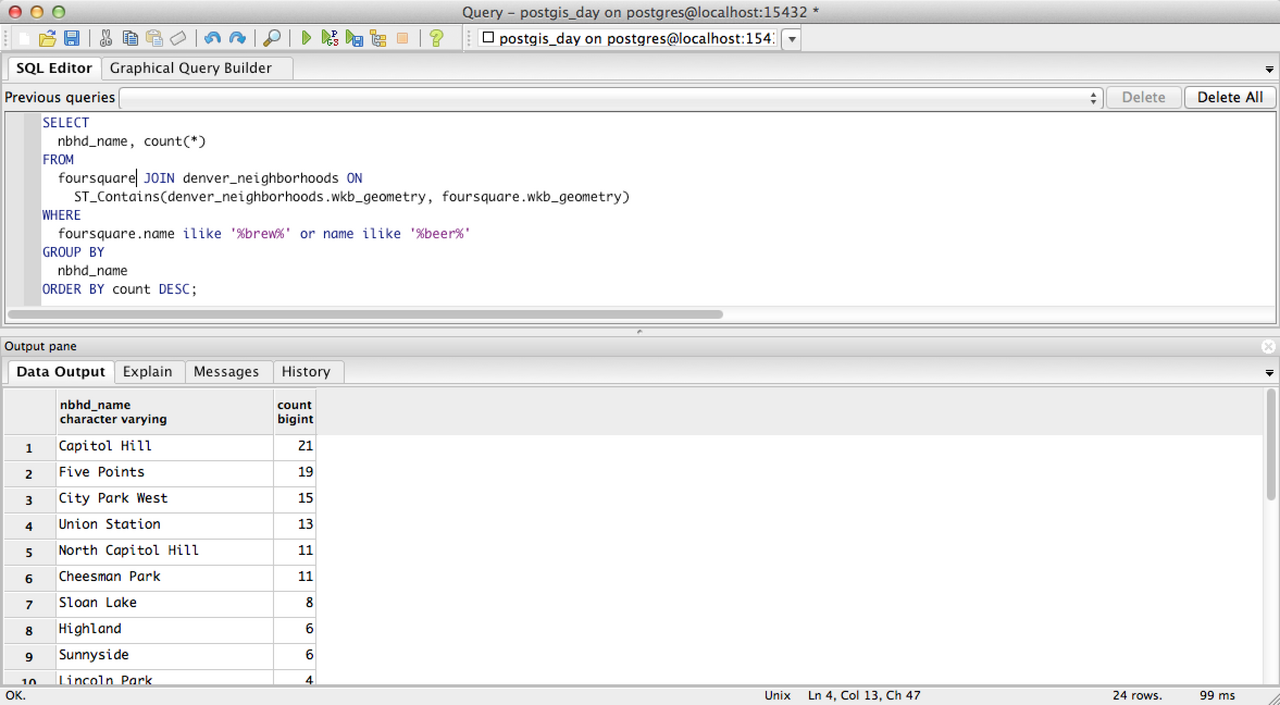 Query – postgis_day on postgres@localhost:15432 *
postgis_day on postgres@localhost:154
SQL Editor
Graphical Query Builder
Previous queries
Delete
Delete All
SELECT
nbhd_name, count(*)
FROM
foursquare JOIN denver_neighborhoods ON
ST_Contains(denver_neighborhoods.wkb_geometry, foursquare.wkb_geometry)
WHERE
foursquare.name ilike '%brew%' or name ilike '%beer%'
GROUP BY
nbhd_name
ORDER BY count DESC;
Output pane
Data Output
Explain
Messages
History
nbhd_name count
character varying bigint
1 Capitol Hill 21
2 Five Points 19
3 City Park West 15
4 Union Station 13
5 North Capitol Hill 11
6 Cheesman Park 11
7 Sloan Lake 8
8 Highland 6
9 Sunnyside 6
10 Lincoln Park 4
OK.
Unix
Ln 4, Col 13, Ch 47
24 rows.
99 ms